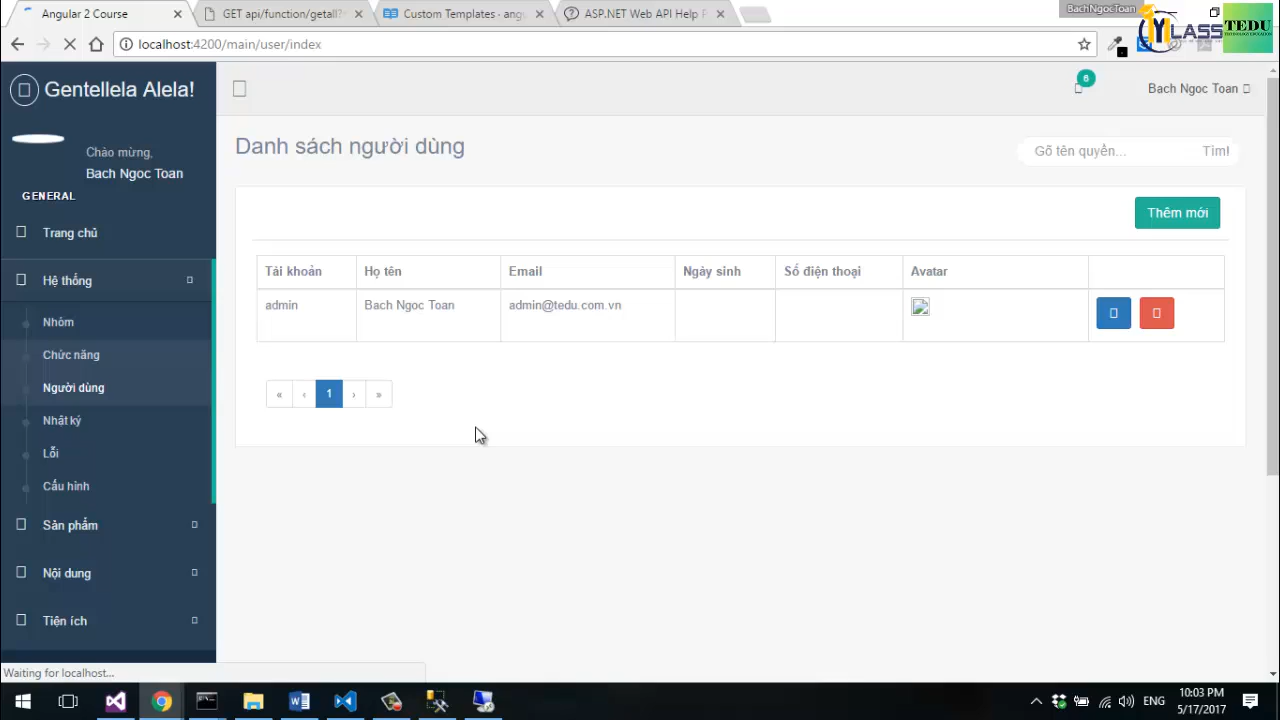 Angular 2 Course
GET api/function/getall?
Custom Templates - ang
ASP.NET Web API Help P
BachNgocToan
localhost:4200/main/user/index
LASS
TEDU
Gentellela Alela!
6
Bach Ngoc Toan
Chào mừng,
Bach Ngoc Toan
GENERAL
Trang chủ
Hệ thống
Nhóm
Chức năng
Người dùng
Nhật ký
Lỗi
Cấu hình
Sản phẩm
Nội dung
Tiện ích
Danh sách người dùng
Gõ tên quyền...
Tìm!
Thêm mới
Tài khoản Họ tên Email Ngày sinh Số điện thoại Avatar
admin Bach Ngoc Toan admin@tedu.com.vn
« ‹ 1 › »
Waiting for localhost...
ENG
10:03 PM
5/17/2017